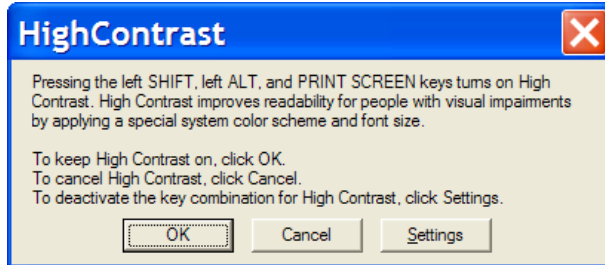 HighContrast
Pressing the left SHIFT, left ALT, and PRINT SCREEN keys turns on High
Contrast. High Contrast improves readability for people with visual impairments
by applying a special system color scheme and font size.
To keep High Contrast on, click OK.
To cancel High Contrast, click Cancel.
To deactivate the key combination for High Contrast, click Settings.
OK Cancel Settings